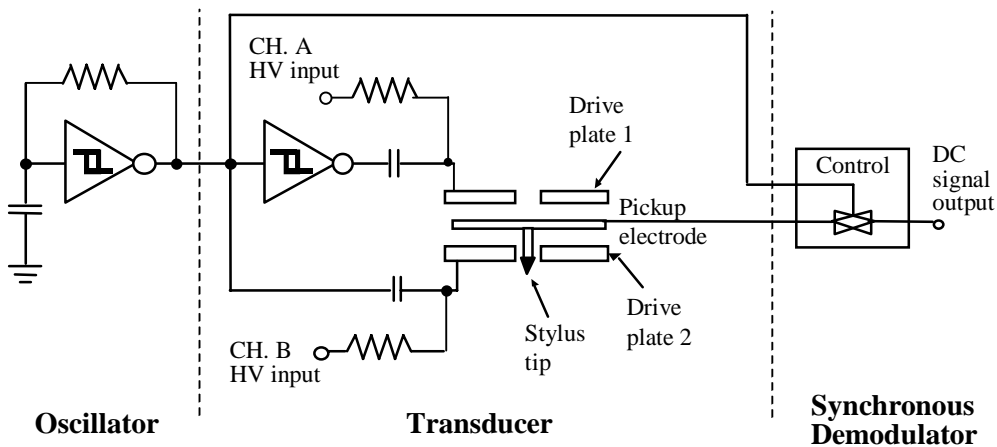 CH. A
HV input
Drive
plate 1
Control
DC
signal
output
Pickup
electrode
CH. B
HV input
Stylus
tip
Drive
plate 2
Oscillator
Transducer
Synchronous
Demodulator